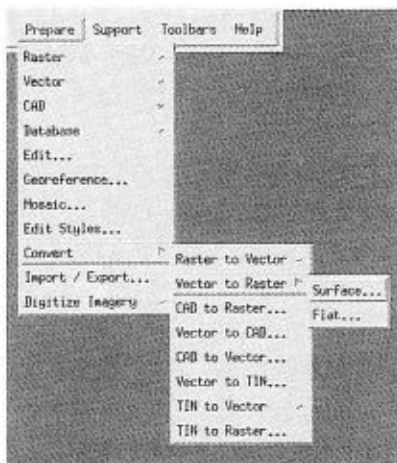 Prepare Support Toolbars Help
Raster
Vector
CAD
Database
Edit...
Georeference...
Mosaic...
Edit Styles...
Convert
Import / Export...
Digitize Imagery
Raster to Vector
Vector to Raster
CAD to Raster...
Vector to CAD...
CAD to Vector...
Vector to TIN...
TIN to Vector
TIN to Raster...
Surface...
Flat...